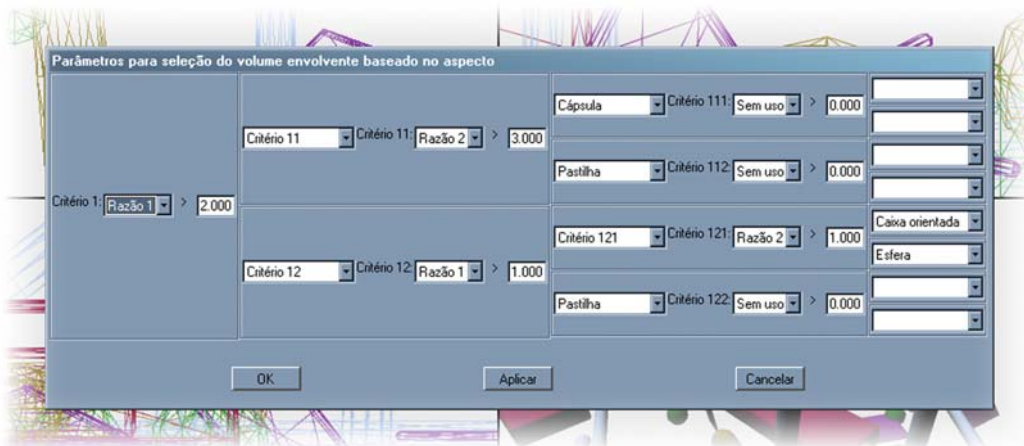 Parâmetros para seleção do volume envolvente baseado no aspecto
Critério 1: Razão 1 > 2.000
Critério 11 Critério 11: Razão 2 > 3.000
Cápsula Critério 111: Sem uso > 0.000
Pastilha Critério 112: Sem uso > 0.000
Critério 12 Critério 12: Razão 1 > 1.000
Critério 121 Critério 121: Razão 2 > 1.000
Caixa orientada
Esfera
Pastilha Critério 122: Sem uso > 0.000
OK Aplicar Cancelar